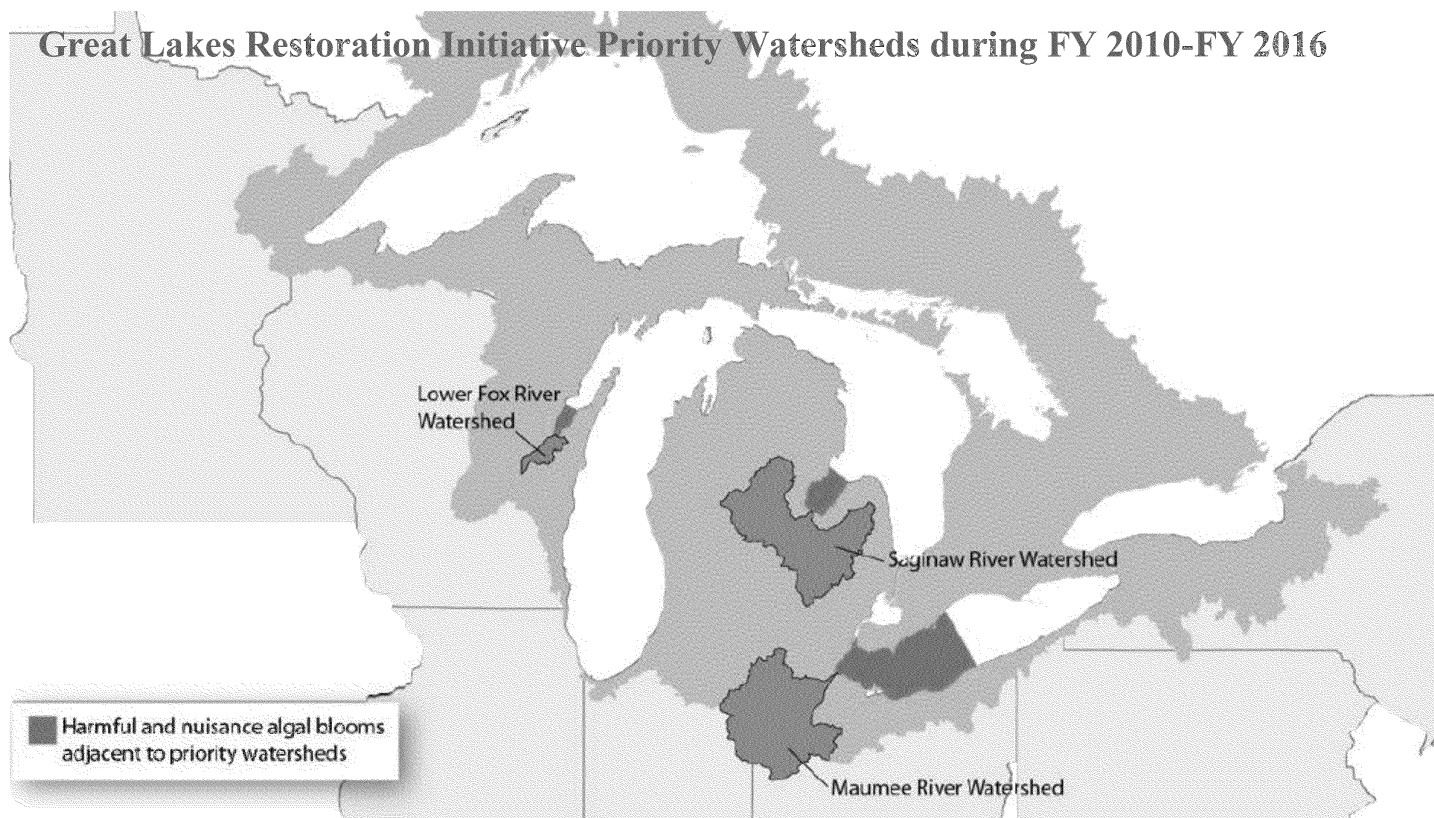 Great Lakes Restoration Initiative Priority Watersheds during FY 2010-FY 2016
Lower Fox River
Watershed
Saginaw River Watershed
Harmful and nuisance algal blooms
adjacent to priority watersheds
Maumee River Watershed